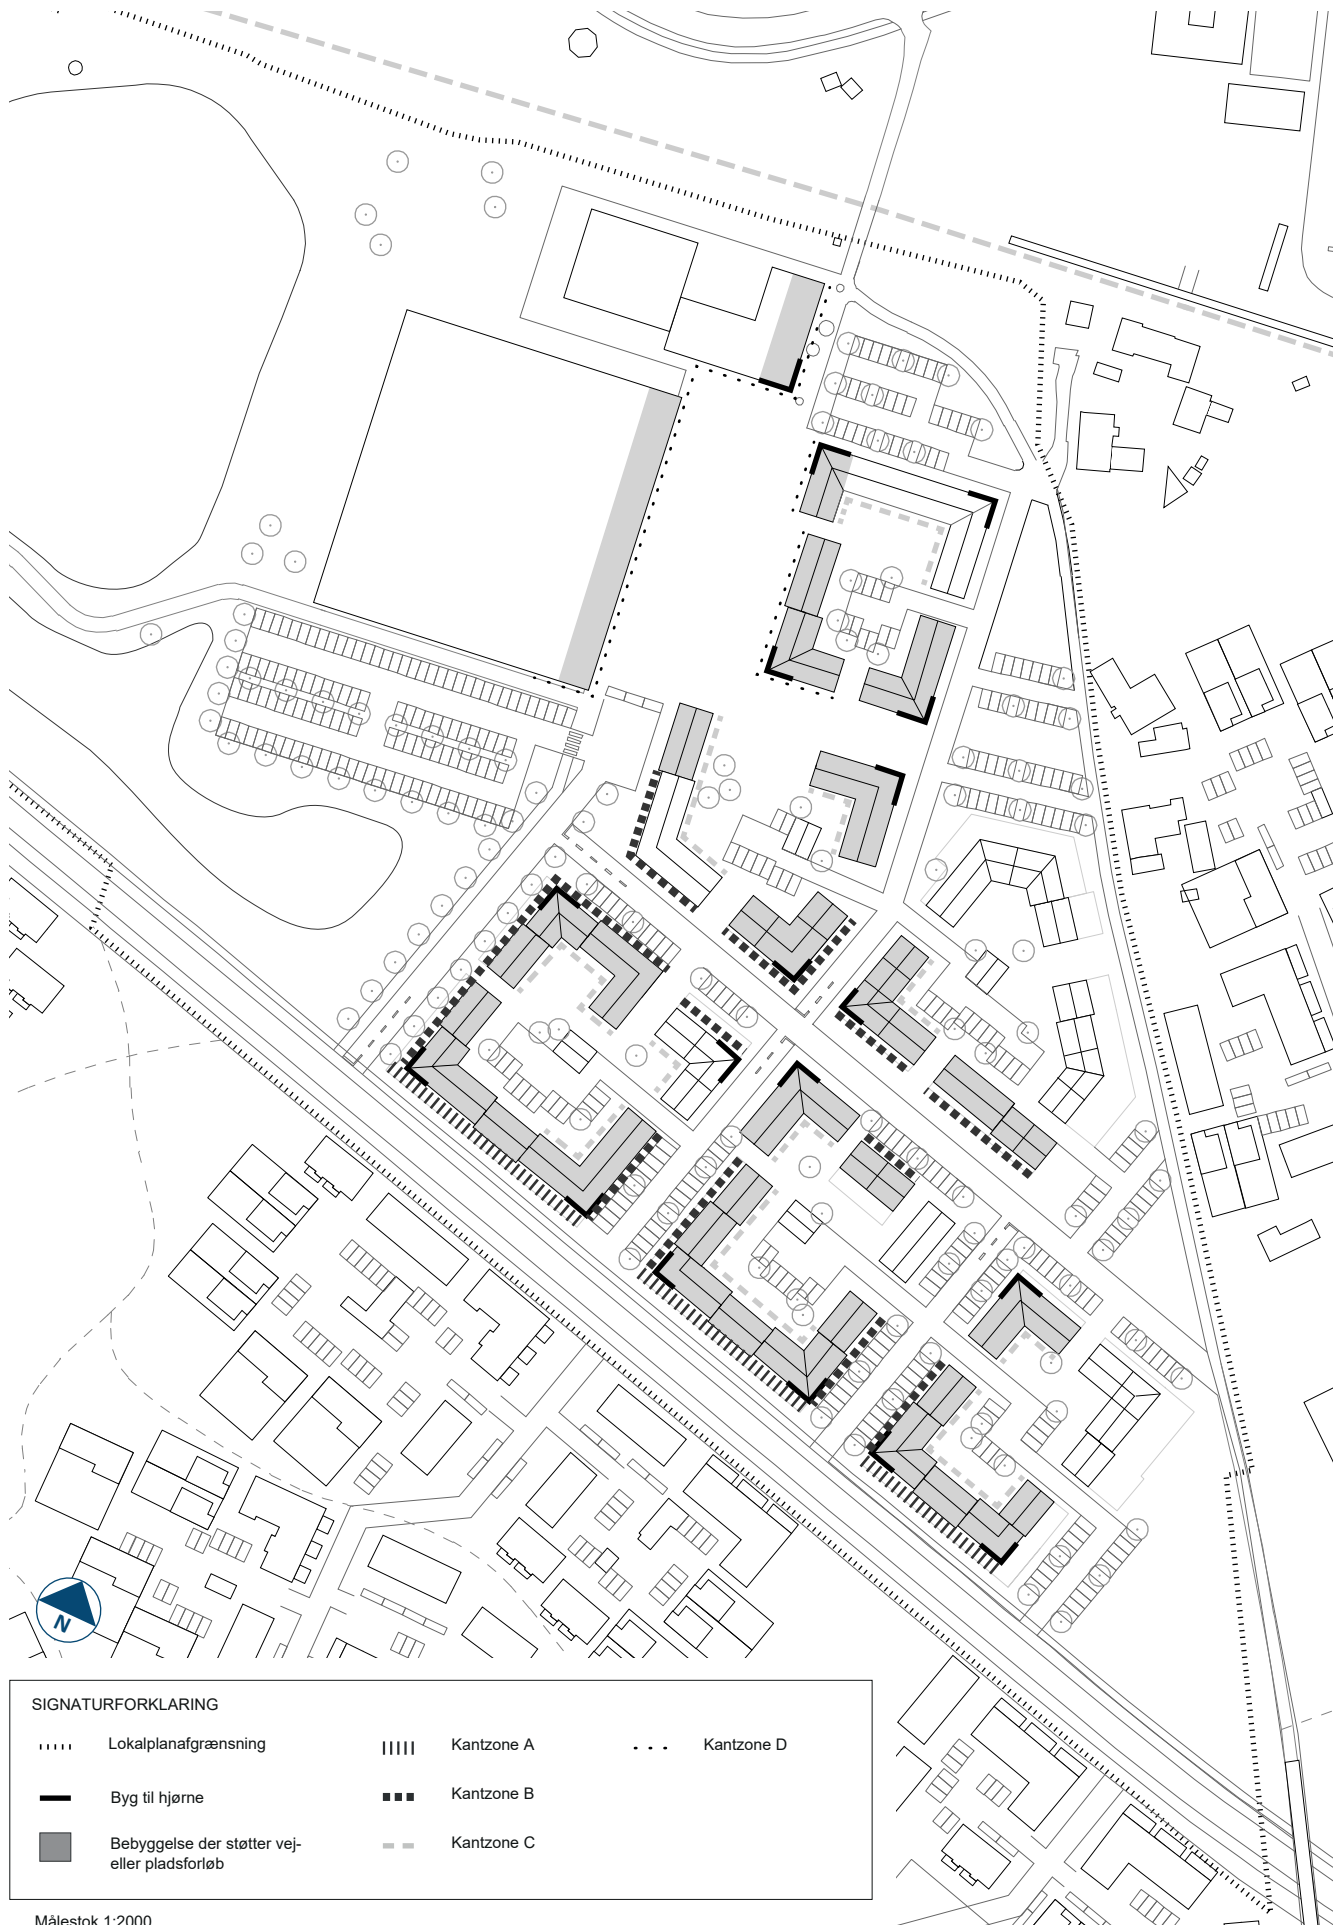 N
SIGNATURFORKLARING
Lokalplanafgrænsning
Kantzone A
Kantzone D
Byg til hjørne
Kantzone B
Bebyggelse der støtter vej-
eller pladsforløb
Kantzone C
Målestok 1:2000